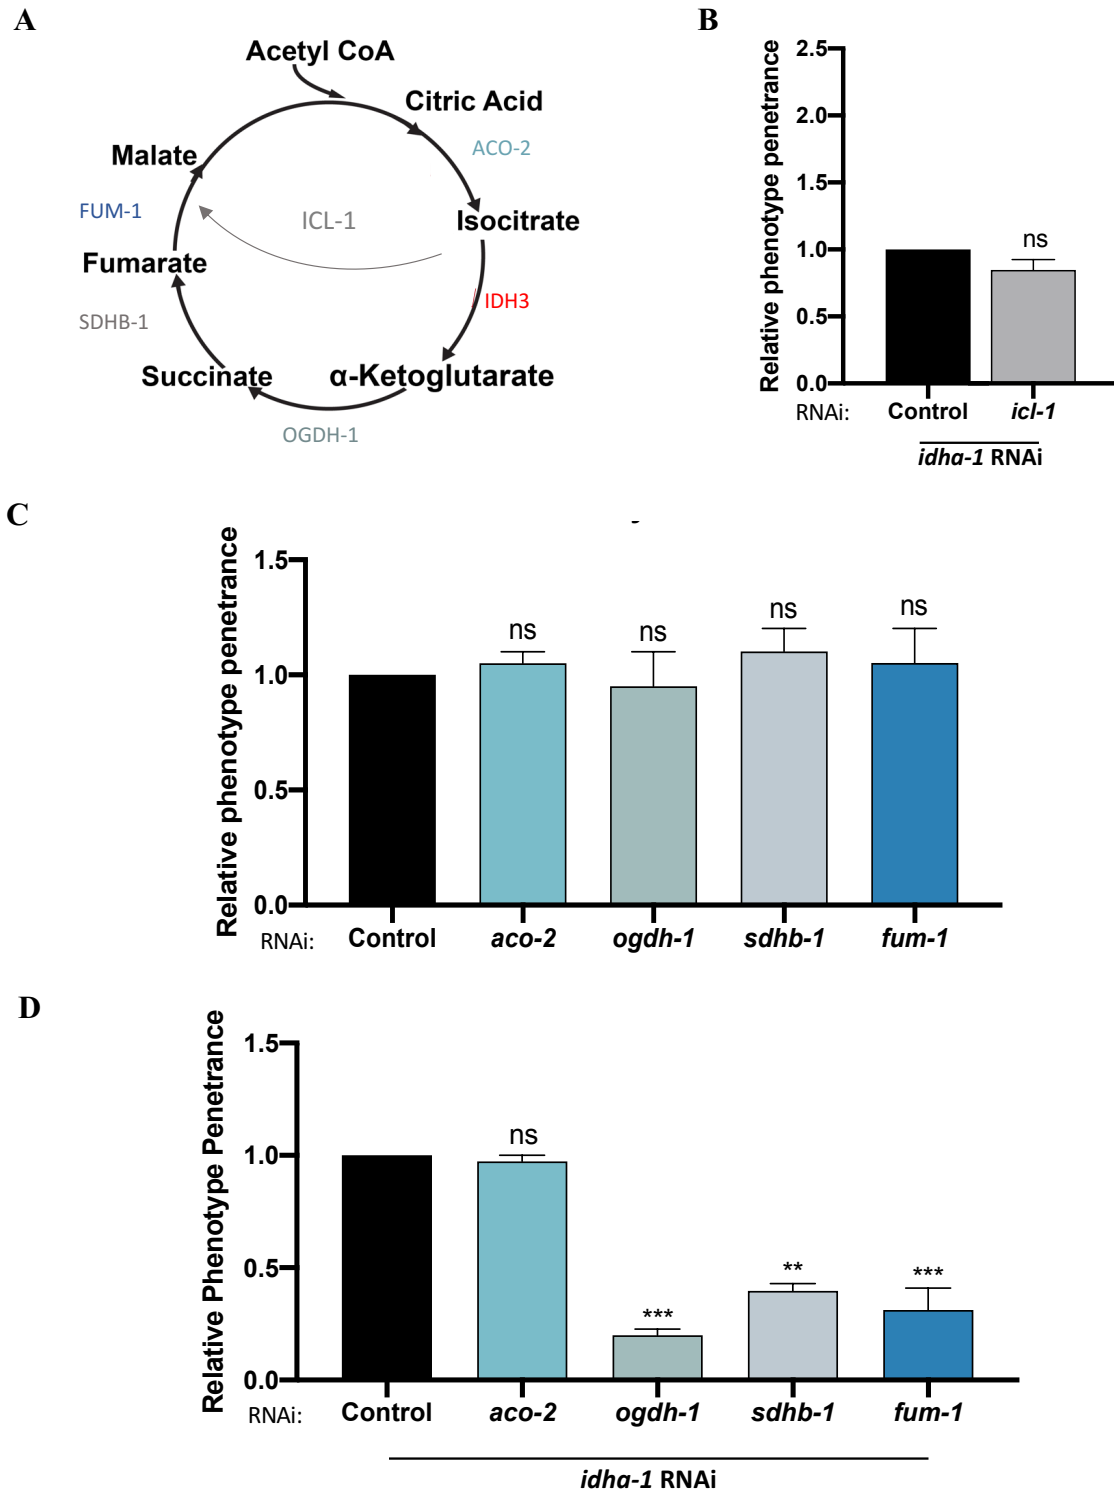 A
Acetyl CoA
Citric Acid
ACO-2
Malate
FUM-1
ICL-1
Isocitrate
Fumarate
IDH3
SDHB-1
Succinate
α-Ketoglutarate
OGDH-1
B
Relative phenotype penetrance
2.5
2.0
1.5
1.0
0.5
0.0
ns
RNAi:
Control
icl-1
idha-1 RNAi
C
Relative phenotype penetrance
1.5
1.0
0.5
0.0
ns
ns
ns
ns
RNAi:
Control
aco-2
ogdh-1
sdhb-1
fum-1
D
Relative Phenotype Penetrance
1.5
1.0
0.5
0.0
ns
***
**
***
RNAi:
Control
aco-2
ogdh-1
sdhb-1
fum-1
idha-1 RNAi